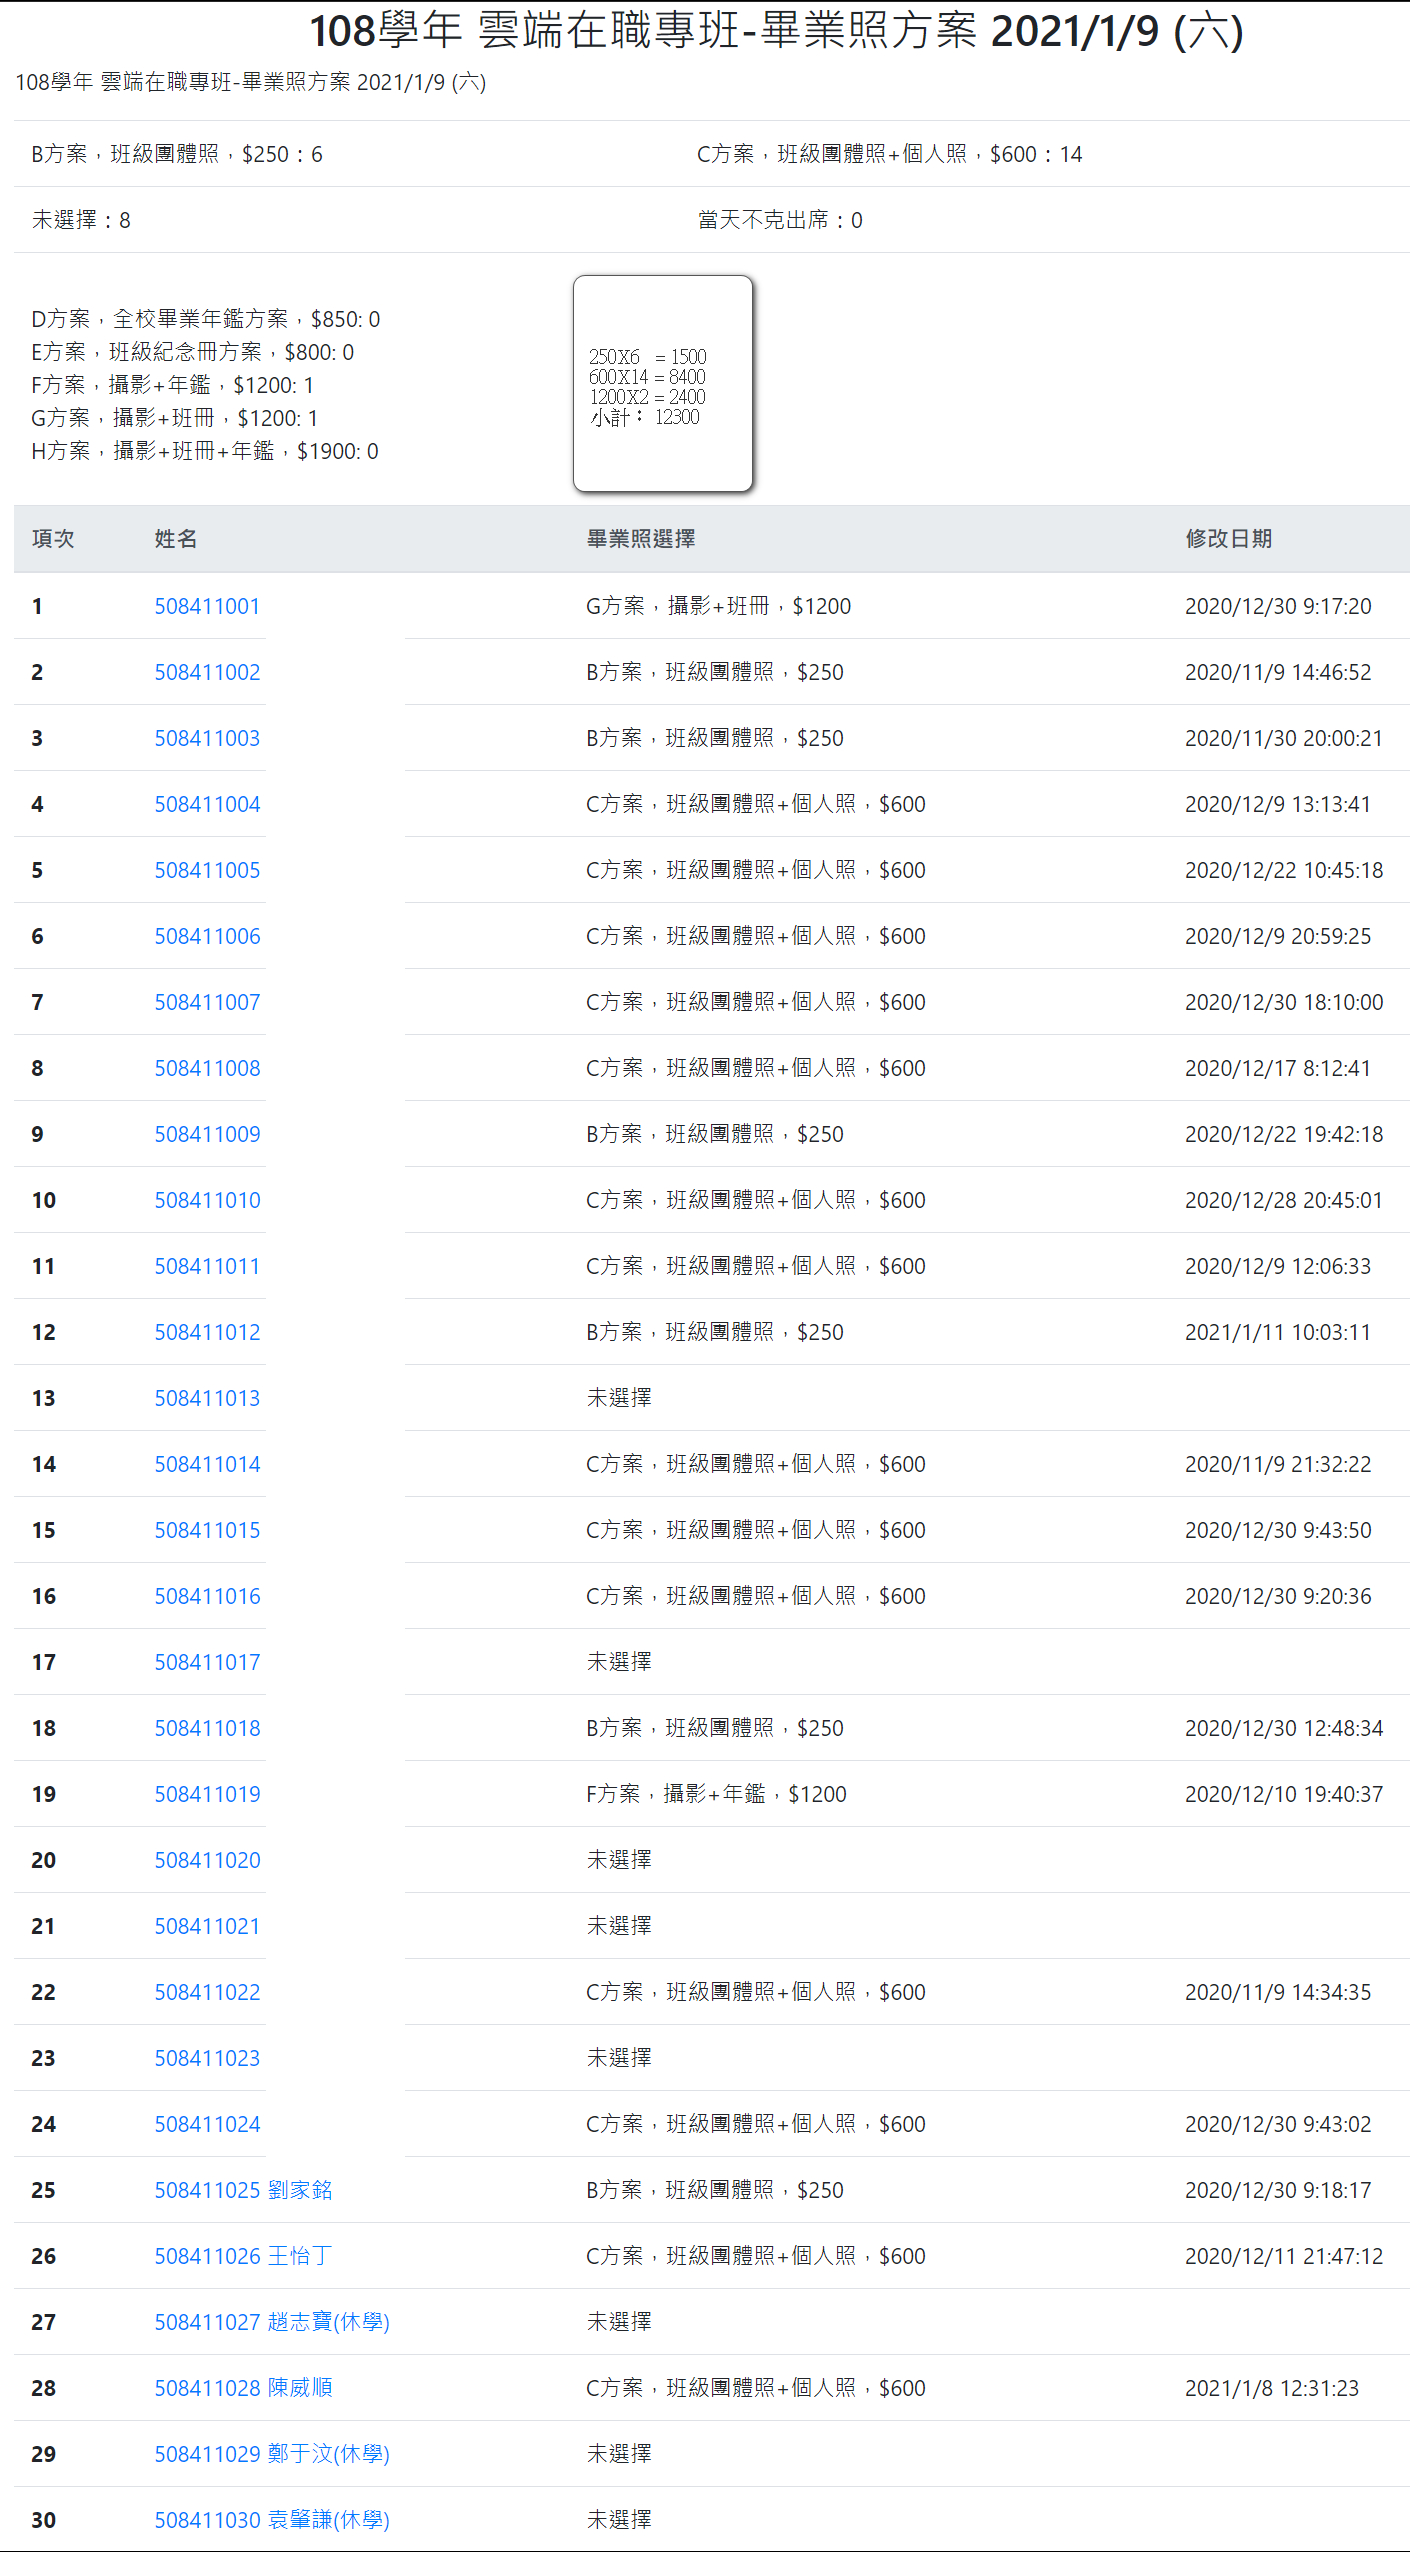 108學年 雲端在職專班-畢業照方案 2021/1/9 (六)
108學年 雲端在職專班-畢業照方案 2021/1/9 (六)
B方案，班級團體照，$250：6 C方案，班級團體照+個人照，$600：14
未選擇：8 當天不克出席：0
D方案，全校畢業年鑑方案，$850: 0
E方案，班級紀念冊方案，$800: 0
F方案，攝影+年鑑，$1200: 1
G方案，攝影+班冊，$1200: 1
H方案，攝影+班冊+年鑑，$1900: 0
250X6 = 1500
600X14 = 8400
1200X2 = 2400
小計： 12300
項次 姓名 畢業照選擇 修改日期
1 508411001 G方案，攝影+班冊，$1200 2020/12/30 9:17:20
2 508411002 B方案，班級團體照，$250 2020/11/9 14:46:52
3 508411003 B方案，班級團體照，$250 2020/11/30 20:00:21
4 508411004 C方案，班級團體照+個人照，$600 2020/12/9 13:13:41
5 508411005 C方案，班級團體照+個人照，$600 2020/12/22 10:45:18
6 508411006 C方案，班級團體照+個人照，$600 2020/12/9 20:59:25
7 508411007 C方案，班級團體照+個人照，$600 2020/12/30 18:10:00
8 508411008 C方案，班級團體照+個人照，$600 2020/12/17 8:12:41
9 508411009 B方案，班級團體照，$250 2020/12/22 19:42:18
10 508411010 C方案，班級團體照+個人照，$600 2020/12/28 20:45:01
11 508411011 C方案，班級團體照+個人照，$600 2020/12/9 12:06:33
12 508411012 B方案，班級團體照，$250 2021/1/11 10:03:11
13 508411013 未選擇
14 508411014 C方案，班級團體照+個人照，$600 2020/11/9 21:32:22
15 508411015 C方案，班級團體照+個人照，$600 2020/12/30 9:43:50
16 508411016 C方案，班級團體照+個人照，$600 2020/12/30 9:20:36
17 508411017 未選擇
18 508411018 B方案，班級團體照，$250 2020/12/30 12:48:34
19 508411019 F方案，攝影+年鑑，$1200 2020/12/10 19:40:37
20 508411020 未選擇
21 508411021 未選擇
22 508411022 C方案，班級團體照+個人照，$600 2020/11/9 14:34:35
23 508411023 未選擇
24 508411024 C方案，班級團體照+個人照，$600 2020/12/30 9:43:02
25 508411025 劉家銘 B方案，班級團體照，$250 2020/12/30 9:18:17
26 508411026 王怡丁 C方案，班級團體照+個人照，$600 2020/12/11 21:47:12
27 508411027 趙志寶(休學) 未選擇
28 508411028 陳威順 C方案，班級團體照+個人照，$600 2021/1/8 12:31:23
29 508411029 鄭于汶(休學) 未選擇
30 508411030 袁肇謙(休學) 未選擇